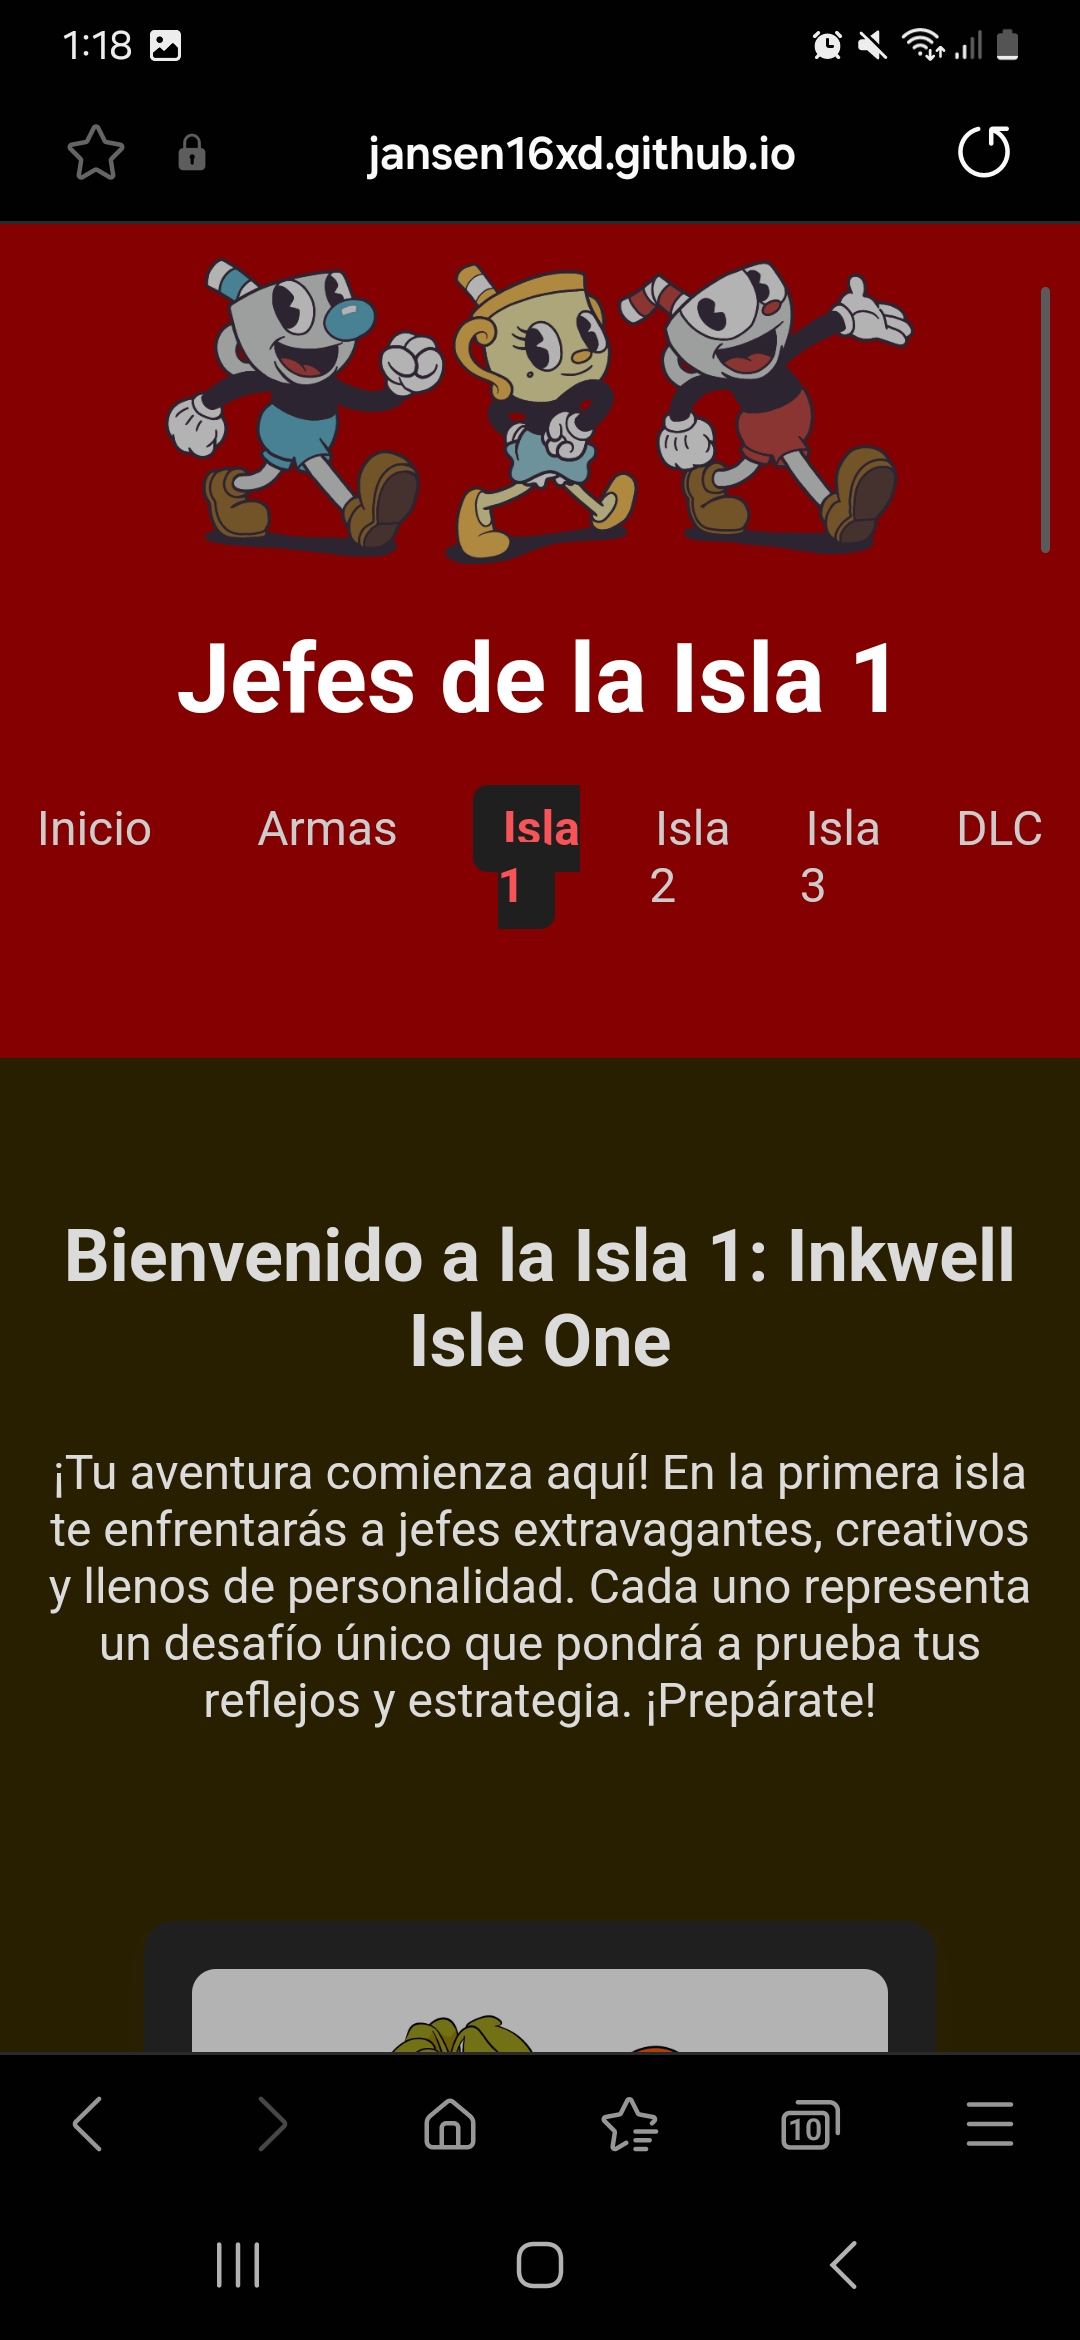 1:18
jansen16xd.github.io
Jefes de la Isla 1
Inicio Armas Isla Isla Isla DLC
1 2 3
Bienvenido a la Isla 1: Inkwell
Isle One
¡Tu aventura comienza aquí! En la primera isla
te enfrentarás a jefes extravagantes, creativos
y llenos de personalidad. Cada uno representa
un desafío único que pondrá a prueba tus
reflejos y estrategia. ¡Prepárate!
10